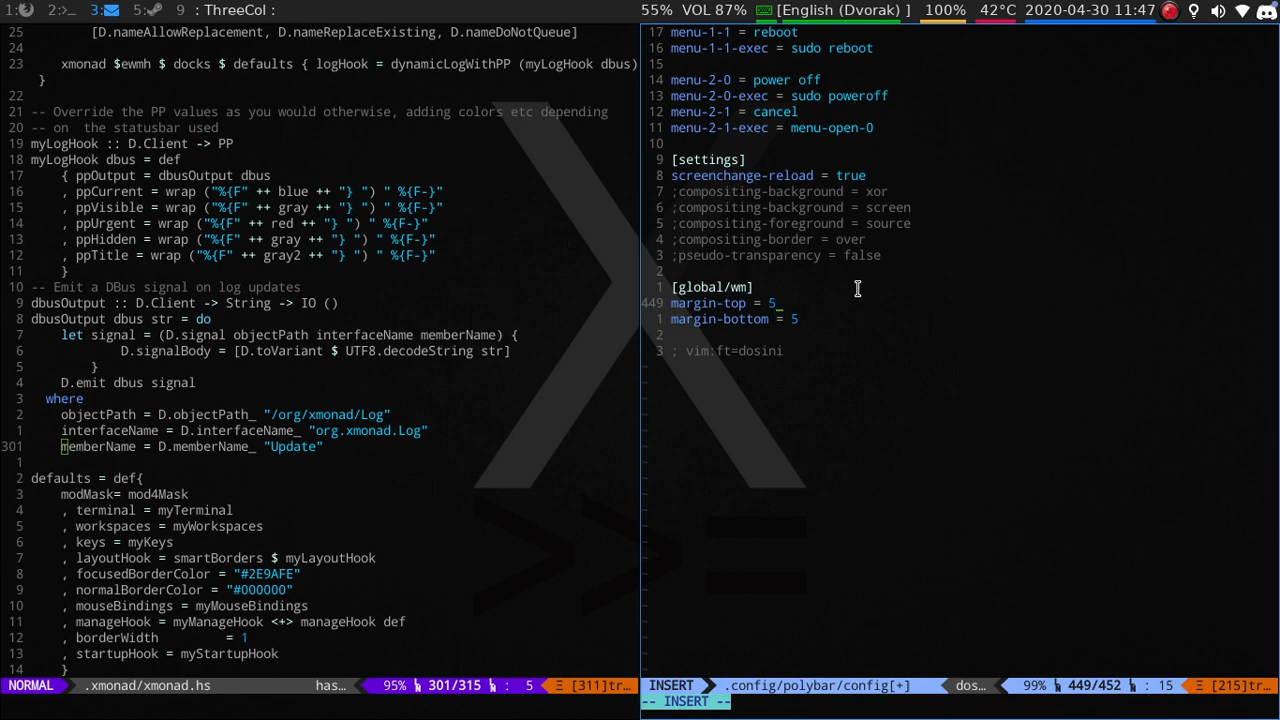 1: 2:>_ 3: 5: 9 : ThreeCol : 55% VOL 87% [English (Dvorak) ] 100% 42°C 2020-04-30 11:47
25 [D.nameAllowReplacement, D.nameReplaceExisting, D.nameDoNotQueue]
24
23 xmonad $ewmh $ docks $ defaults { logHook = dynamicLogWithPP (myLogHook dbus)
}
22
21 -- Override the PP values as you would otherwise, adding colors etc depending
20 -- on  the statusbar used
19 myLogHook :: D.Client -> PP
18 myLogHook dbus = def
17 { ppOutput = dbusOutput dbus
16 , ppCurrent = wrap ("%{F" ++ blue ++ "} ") " %{F-}"
15 , ppVisible = wrap ("%{F" ++ gray ++ "} ") " %{F-}"
14 , ppUrgent = wrap ("%{F" ++ red ++ "} ") " %{F-}"
13 , ppHidden = wrap ("%{F" ++ gray ++ "} ") " %{F-}"
12 , ppTitle = wrap ("%{F" ++ gray2 ++ "} ") " %{F-}"
11 }
10 -- Emit a DBus signal on log updates
9 dbusOutput :: D.Client -> String -> IO ()
8 dbusOutput dbus str = do
7 let signal = (D.signal objectPath interfaceName memberName) {
6 D.signalBody = [D.toVariant $ UTF8.decodeString str]
5 }
4 D.emit dbus signal
3 where
2 objectPath = D.objectPath_ "/org/xmonad/Log"
1 interfaceName = D.interfaceName_ "org.xmonad.Log"
301 memberName = D.memberName_ "Update"
1
2 defaults = def{
3 modMask= mod4Mask
4 , terminal = myTerminal
5 , workspaces = myWorkspaces
6 , keys = myKeys
7 , layoutHook = smartBorders $ myLayoutHook
8 , focusedBorderColor = "#2E9AFE"
9 , normalBorderColor = "#000000"
10 , mouseBindings = myMouseBindings
11 , manageHook = myManageHook <+> manageHook def
12 , borderWidth = 1
13 , startupHook = myStartupHook
14 }
NORMAL .xmonad/xmonad.hs has… 95% 301/315 : 5 Ξ [311]tr…
17 menu-1-1 = reboot
16 menu-1-1-exec = sudo reboot
15
14 menu-2-0 = power off
13 menu-2-0-exec = sudo poweroff
12 menu-2-1 = cancel
11 menu-2-1-exec = menu-open-0
10
9 [settings]
8 screenchange-reload = true
7 ;compositing-background = xor
6 ;compositing-background = screen
5 ;compositing-foreground = source
4 ;compositing-border = over
3 ;pseudo-transparency = false
2
1 [global/wm]
449 margin-top = 5
1 margin-bottom = 5
2
3 ; vim:ft=dosini
INSERT .config/polybar/config[+] dos… 99% 449/452 : 15 Ξ [215]tr…
-- INSERT --
>>=